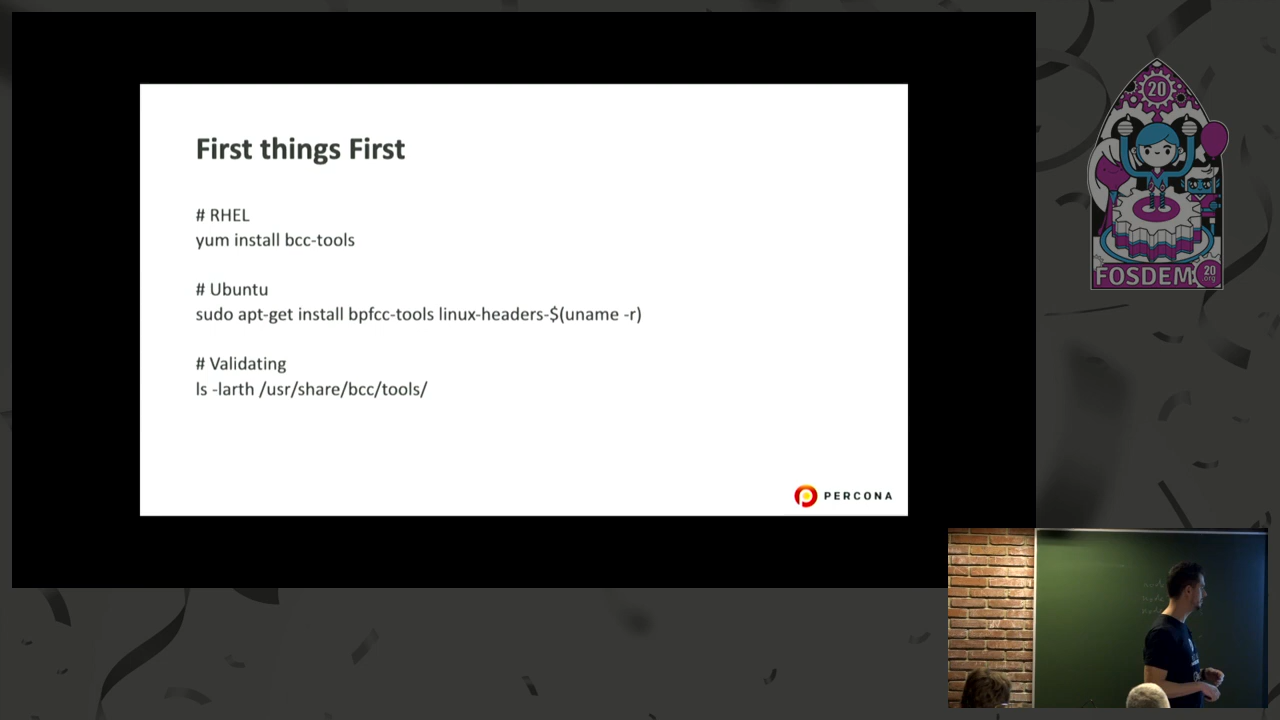 First things First
# RHEL
yum install bcc-tools
# Ubuntu
sudo apt-get install bpfcc-tools linux-headers-$(uname -r)
# Validating
ls -larth /usr/share/bcc/tools/
PERCONA
20
FOSDEM
20
.org